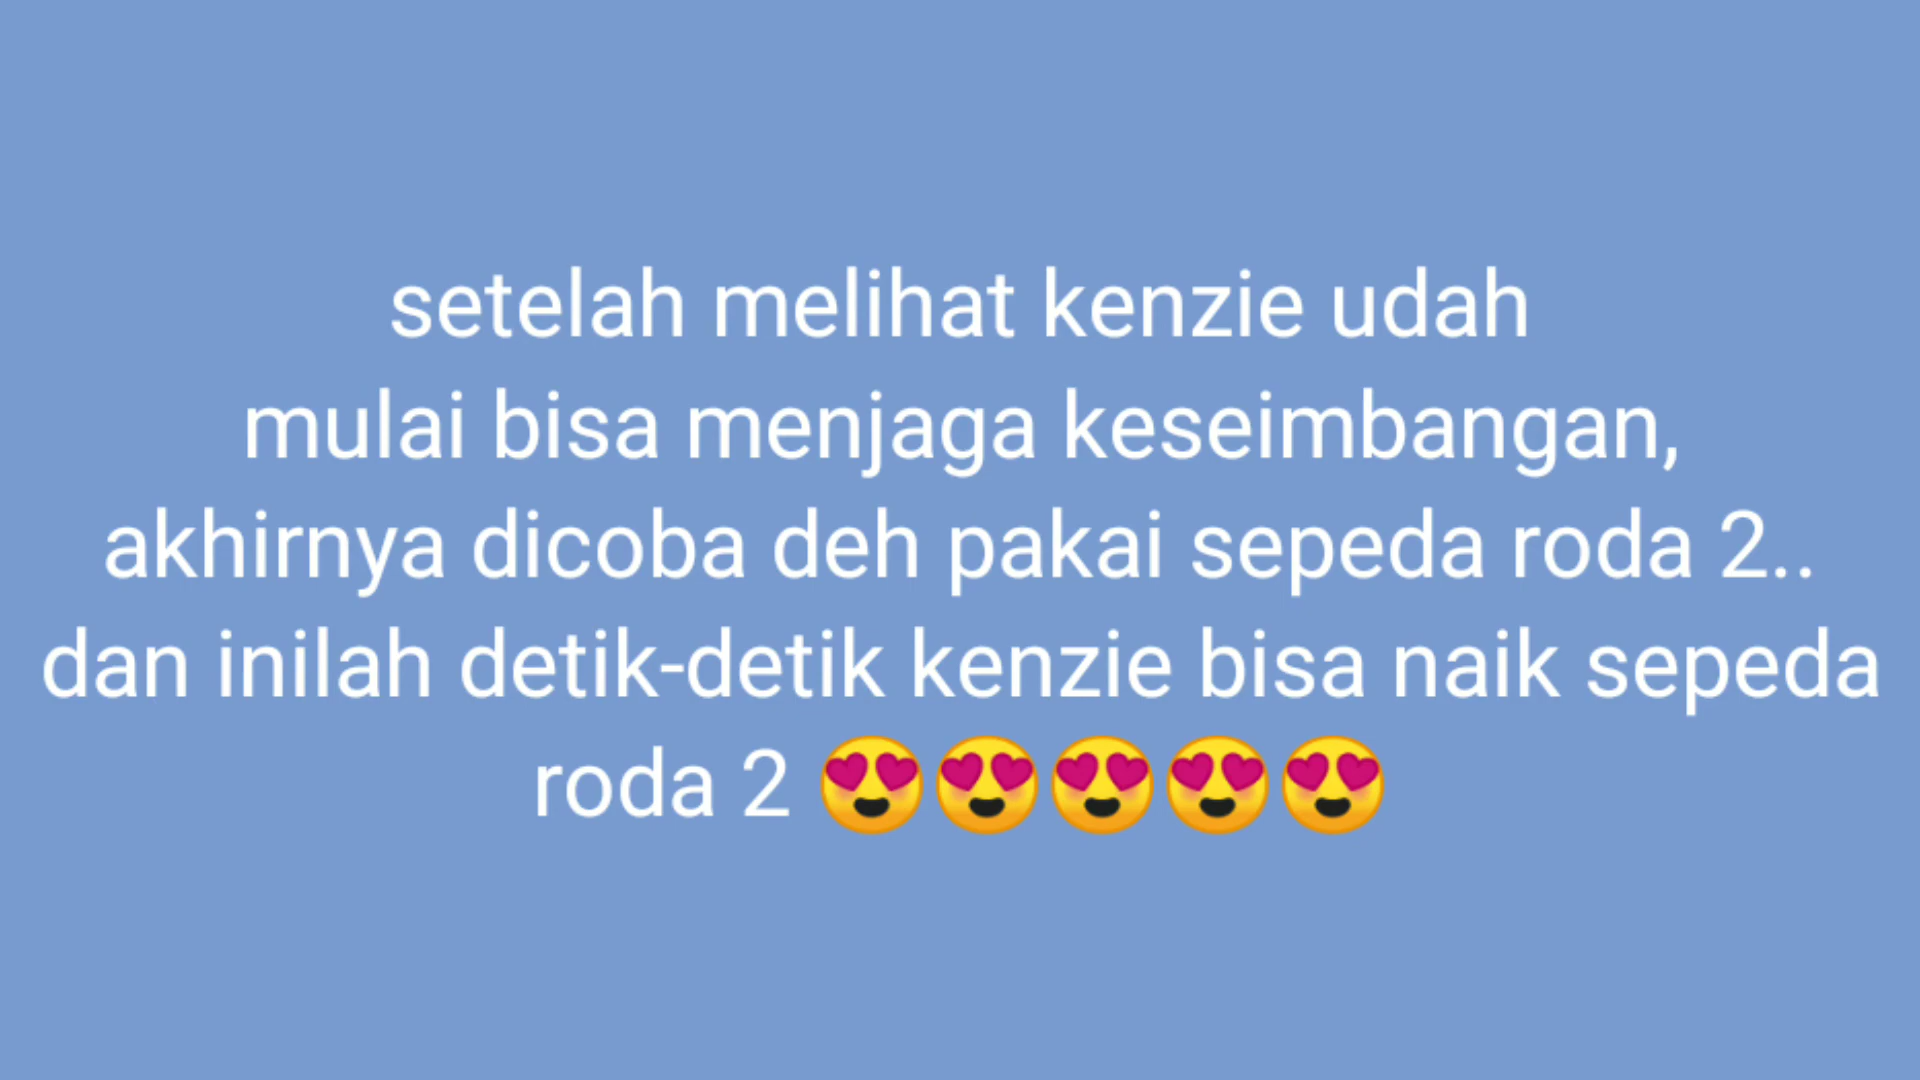 setelah melihat kenzie udah
mulai bisa menjaga keseimbangan,
akhirnya dicoba deh pakai sepeda roda 2..
dan inilah detik-detik kenzie bisa naik sepeda
roda 2 😍😍😍😍😍